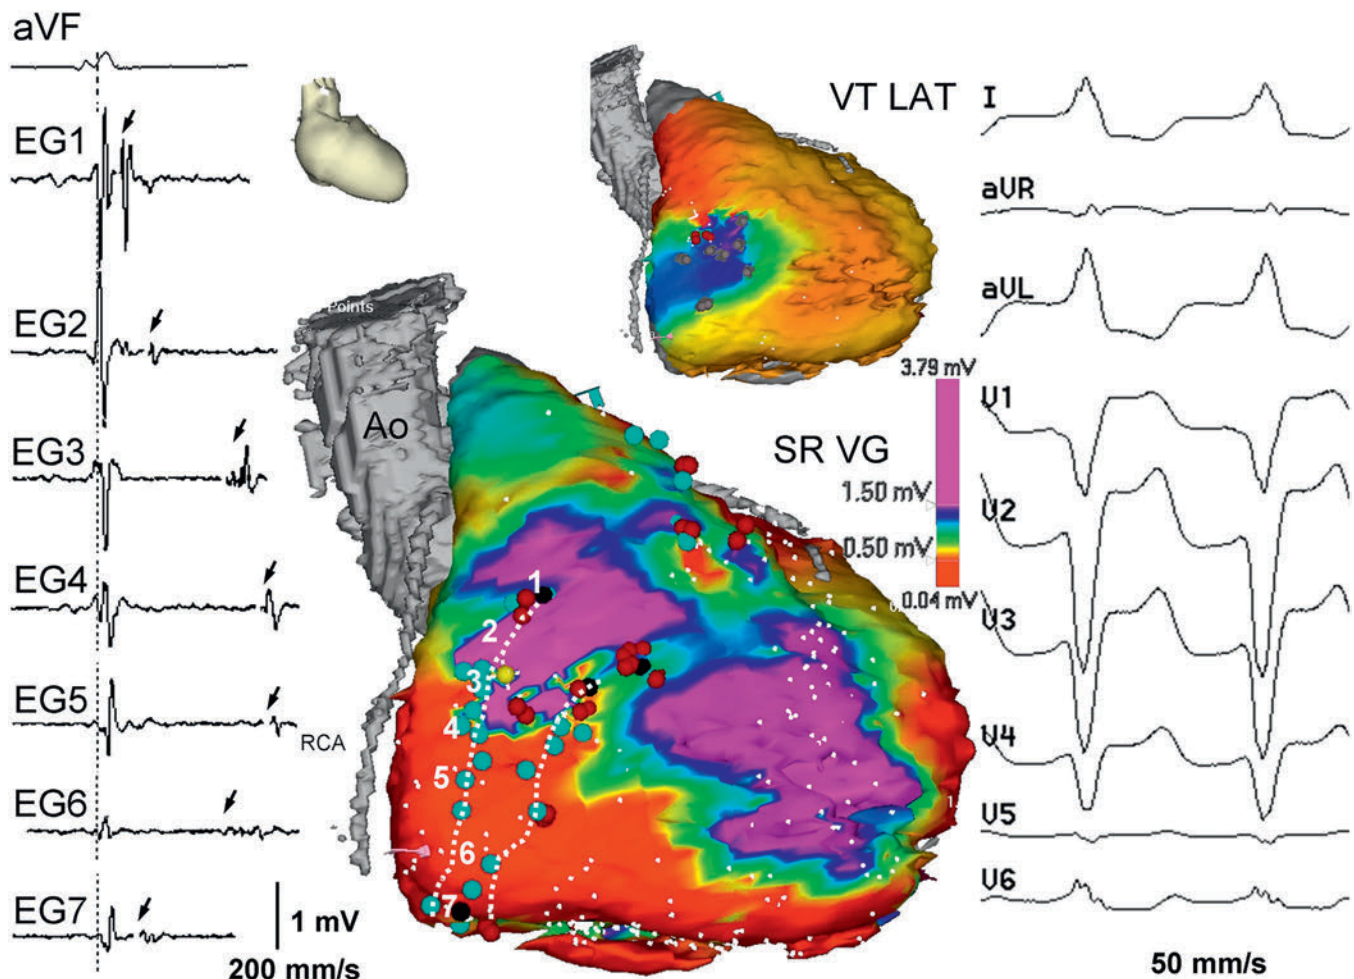 aVF
EG1
EG2
EG3
EG4
EG5
EG6
EG7
1 mV
200 mm/s
Points
Ao
RCA
1
2
3
4
5
6
7
VT LAT
SR VG
3.79 mV
1.50 mV
0.50 mV
0.04 mV
I
aVR
aVL
V1
V2
V3
V4
V5
V6
50 mm/s